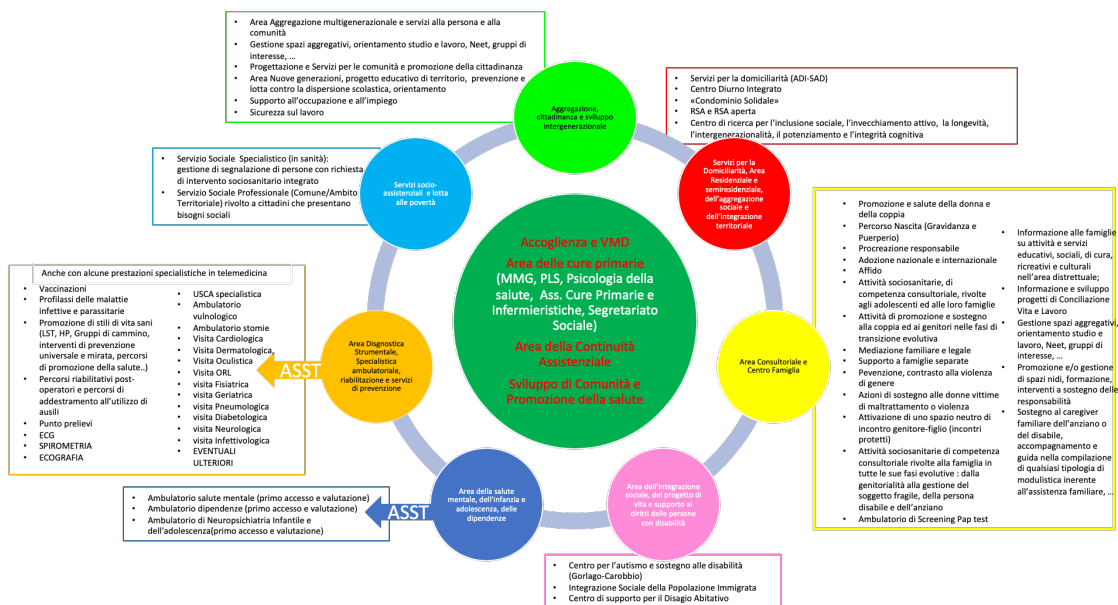 • Area Aggregazione multigenerazionale e servizi alla persona e alla
comunità
• Gestione spazi aggregativi, orientamento studio e lavoro, Neet, gruppi di
interesse, …
• Progettazione e Servizi per le comunità e promozione della cittadinanza
• Area Nuove generazioni, progetto educativo di territorio, prevenzione e
lotta contro la dispersione scolastica, orientamento
• Supporto all'occupazione e all'impiego
• Sicurezza sul lavoro
Aggregazione,
cittadinanza e sviluppo
intergenerazionale
• Servizi per la domiciliarità (ADI-SAD)
• Centro Diurno Integrato
• «Condominio Solidale»
• RSA e RSA aperta
• Centro di ricerca per l'inclusione sociale, l'invecchiamento attivo, la longevità,
l'intergenerazionalità, il potenziamento e l'integrità cognitiva
Servizi per la
Domiciliarità, Area
Residenziale e
semiresidenziale,
dell'aggregazione
sociale e
dell'integrazione
territoriale
• Servizio Sociale Specialistico (in sanità):
gestione di segnalazione di persone con richiesta
di intervento sociosanitario integrato
• Servizio Sociale Professionale (Comune/Ambito
Territoriale) rivolto a cittadini che presentano
bisogni sociali
Servizi socio-
assistenziali e lotta
alle povertà
Accoglienza e VMD
Area delle cure primarie
(MMG, PLS, Psicologia della
salute, Ass. Cure Primarie e
Infermieristiche, Segretariato
Sociale)
Area della Continuità
Assistenziale
Sviluppo di Comunità e
Promozione della salute
• Promozione e salute della donna e
della coppia
• Percorso Nascita (Gravidanza e
Puerperio)
• Procreazione responsabile
• Adozione nazionale e internazionale
• Affido
• Attività sociosanitarie, di
competenza consultoriale, rivolte
agli adolescenti ed alle loro famiglie
• Attività di promozione e sostegno
alla coppia ed ai genitori nelle fasi di
transizione evolutiva
• Mediazione familiare e legale
• Supporto a famiglie separate
• Pevenzione, contrasto alla violenza
di genere
• Azioni di sostegno alle donne vittime
di maltrattamento o violenza
• Attivazione di uno spazio neutro di
incontro genitore-figlio (incontri
protetti)
• Attività sociosanitarie di competenza
consultoriale rivolte alla famiglia in
tutte le sue fasi evolutive : dalla
genitorialità alla gestione del
soggetto fragile, della persona
disabile e dell'anziano
• Ambulatorio di Screening Pap test
• Informazione alle famiglie
su attività e servizi
educativi, sociali, di cura,
ricreativi e culturali
nell'area distrettuale;
• Informazione e sviluppo
progetti di Conciliazione
Vita e Lavoro
• Gestione spazi aggregativi,
orientamento studio e
lavoro, Neet, gruppi di
interesse, …
• Promozione e/o gestione
di spazi nidi, formazione,
interventi a sostegno delle
responsabilità
• Sostegno al caregiver
familiare dell'anziano o
del disabile,
accompagnamento e
guida nella compilazione
di qualsiasi tipologia di
modulistica inerente
all'assistenza familiare, …
Area Consultoriale e
Centro Famiglia
Anche con alcune prestazioni specialistiche in telemedicina
• Vaccinazioni
• Profilassi delle malattie
infettive e parassitarie
• Promozione di stili di vita sani
(LST, HP, Gruppi di cammino,
interventi di prevenzione
universale e mirata, percorsi
di promozione della salute..)
• Percorsi riabilitativi post-
operatori e percorsi di
addestramento all'utilizzo di
ausili
• Punto prelievi
• ECG
• SPIROMETRIA
• ECOGRAFIA
• USCA specialistica
• Ambulatorio
vulnologico
• Ambulatorio stomie
• Visita Cardiologica
• Visita Dermatologica,
• Visita Oculistica
• Visita ORL
• visita Fisiatrica
• visita Geriatrica
• visita Pneumologica
• visita Diabetologica
• visita Neurologica
• visita Infettivologica
• EVENTUALI
ULTERIORI
ASST
Area Diagnostica
Strumentale,
Specialistica
ambulatoriale,
riabilitazione e servizi
di prevenzione
• Ambulatorio salute mentale (primo accesso e valutazione)
• Ambulatorio dipendenze (primo accesso e valutazione)
• Ambulatorio di Neuropsichiatria Infantile e
dell'adolescenza(primo accesso e valutazione)
ASST
Area della salute
mentale, dell'infanzia e
adolescenza, delle
dipendenze
Area dell'integrazione
sociale, del progetto di
vita e supporto ai
diritti delle persone
con disabilità
• Centro per l'autismo e sostegno alle disabilità
(Gorlago-Carobbio)
• Integrazione Sociale della Popolazione Immigrata
• Centro di supporto per il Disagio Abitativo